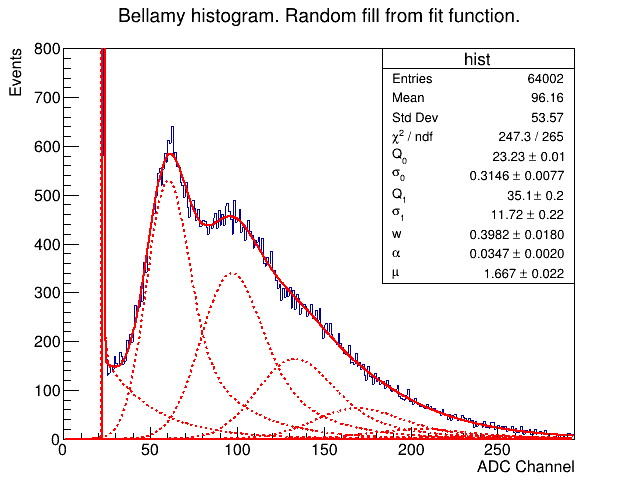 Bellamy histogram. Random fill from fit function.
Events
800
700
600
500
400
300
200
100
0
0 50 100 150 200 250
ADC Channel
hist
Entries 64002
Mean 96.16
Std Dev 53.57
χ² / ndf 247.3 / 265
Q₀ 23.23 ± 0.01
σ₀ 0.3146 ± 0.0077
Q₁ 35.1 ± 0.2
σ₁ 11.72 ± 0.22
w 0.3982 ± 0.0180
α 0.0347 ± 0.0020
μ 1.667 ± 0.022